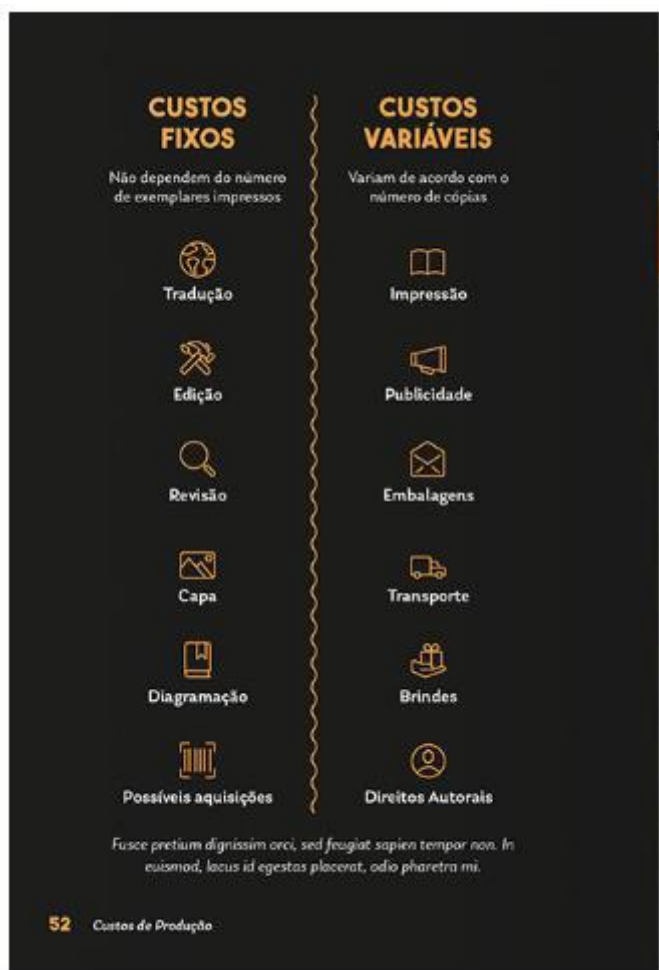 CUSTOS
FIXOS
Não dependem do número
de exemplares impressos
Tradução
Edição
Revisão
Capa
Diagramação
Possíveis aquisições
CUSTOS
VARIÁVEIS
Variam de acordo com o
número de cópias
Impressão
Publicidade
Embalagens
Transporte
Brindes
Direitos Autorais
Fusce pretium dignissim orci, sed feugiat sapien tempor non. In
euismod, lacus id egestas placerat, odio pharetra mi.
52 Custos de Produção